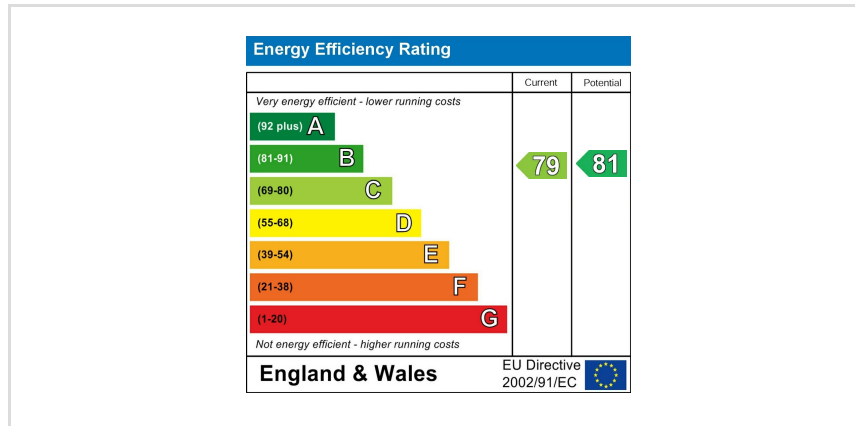 Energy Efficiency Rating
Current Potential
Very energy efficient - lower running costs
(92 plus) A
(81-91) B
79 81
(69-80) C
(55-68) D
(39-54) E
(21-38) F
(1-20) G
Not energy efficient - higher running costs
England & Wales
EU Directive
2002/91/EC